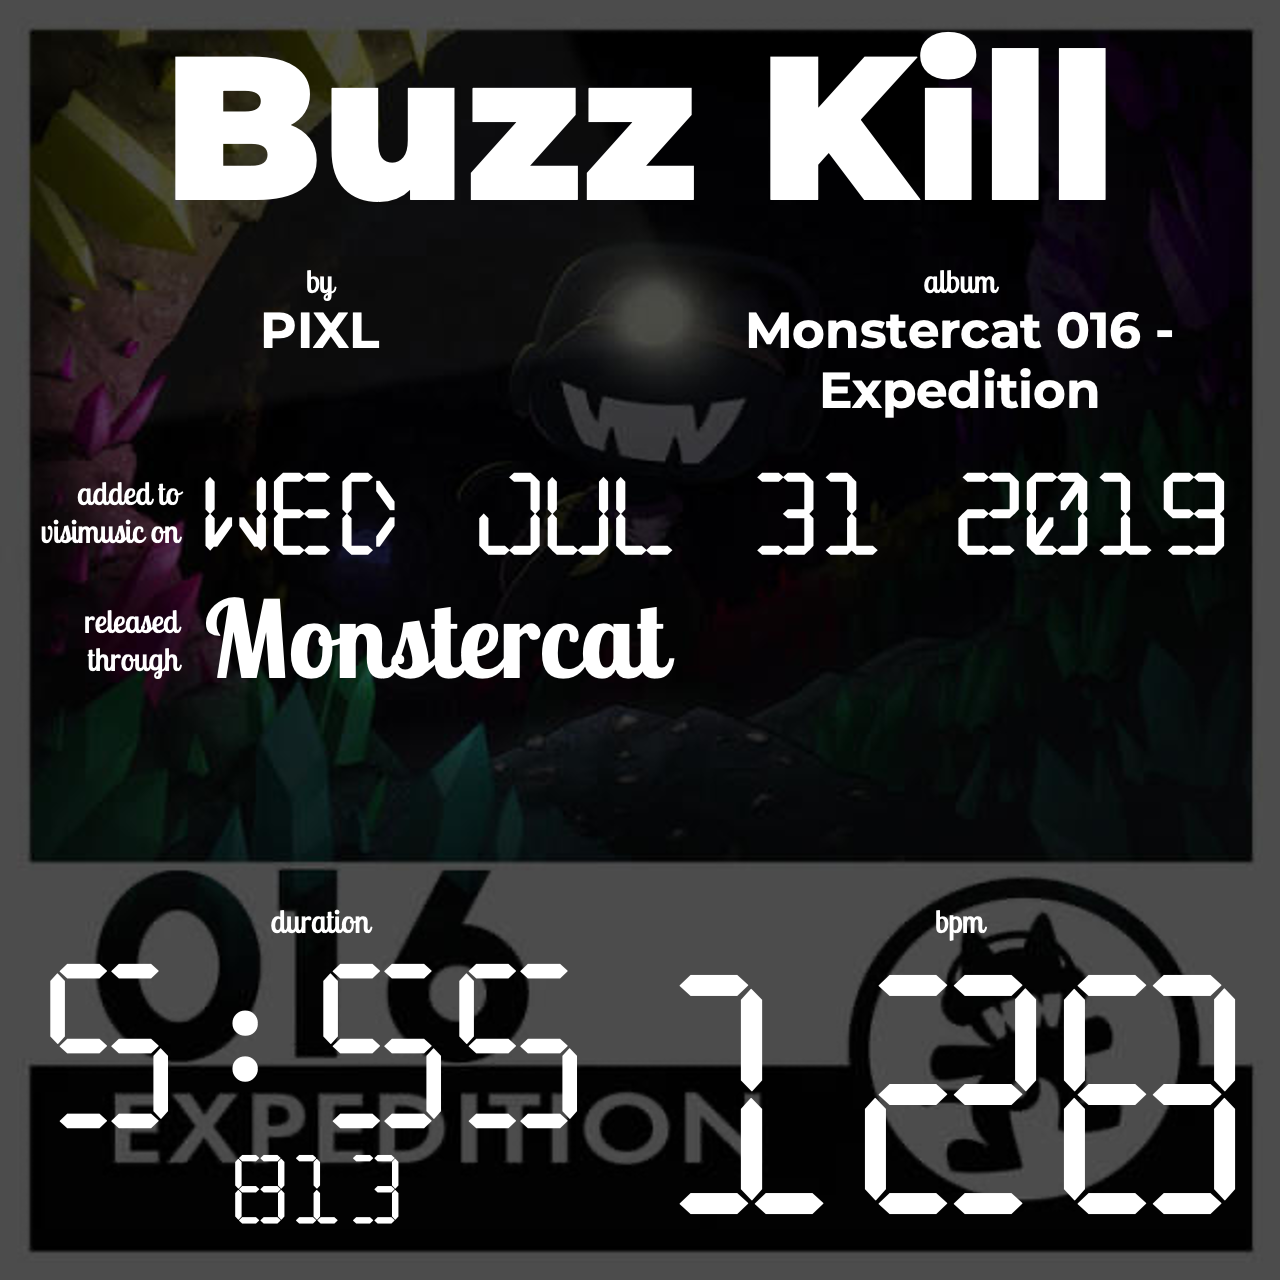 Buzz Kill
by
PIXL
album
Monstercat 016 -
Expedition
added to
visimusic on
WED JUL 31 2019
released
through
Monstercat
016
EXPEDITION
duration
5:55
813
bpm
128